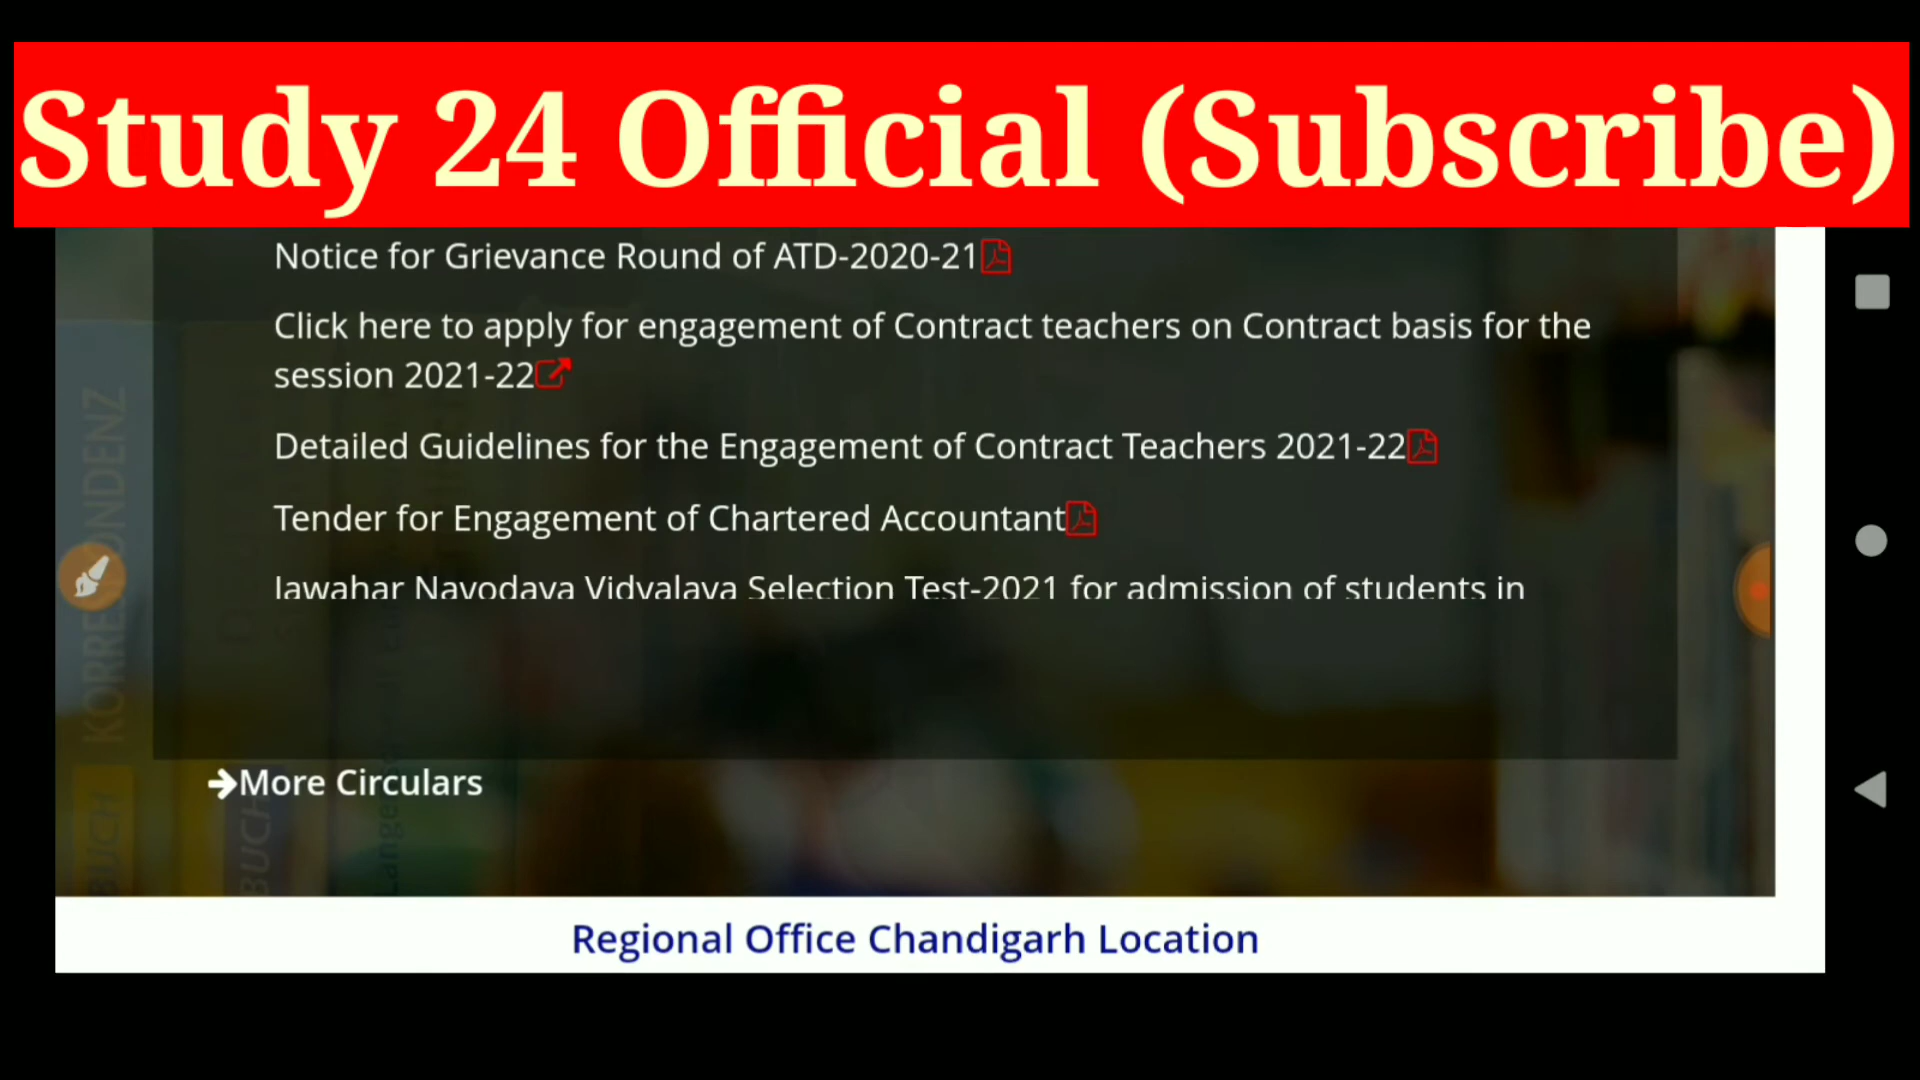 Study 24 Official (Subscribe)
Notice for Grievance Round of ATD-2020-21
Click here to apply for engagement of Contract teachers on Contract basis for the
session 2021-22
Detailed Guidelines for the Engagement of Contract Teachers 2021-22
Tender for Engagement of Chartered Accountant
Jawahar Navodaya Vidyalaya Selection Test-2021 for admission of students in
More Circulars
Regional Office Chandigarh Location
KORRESPONDENZ
BUCH
BUCH